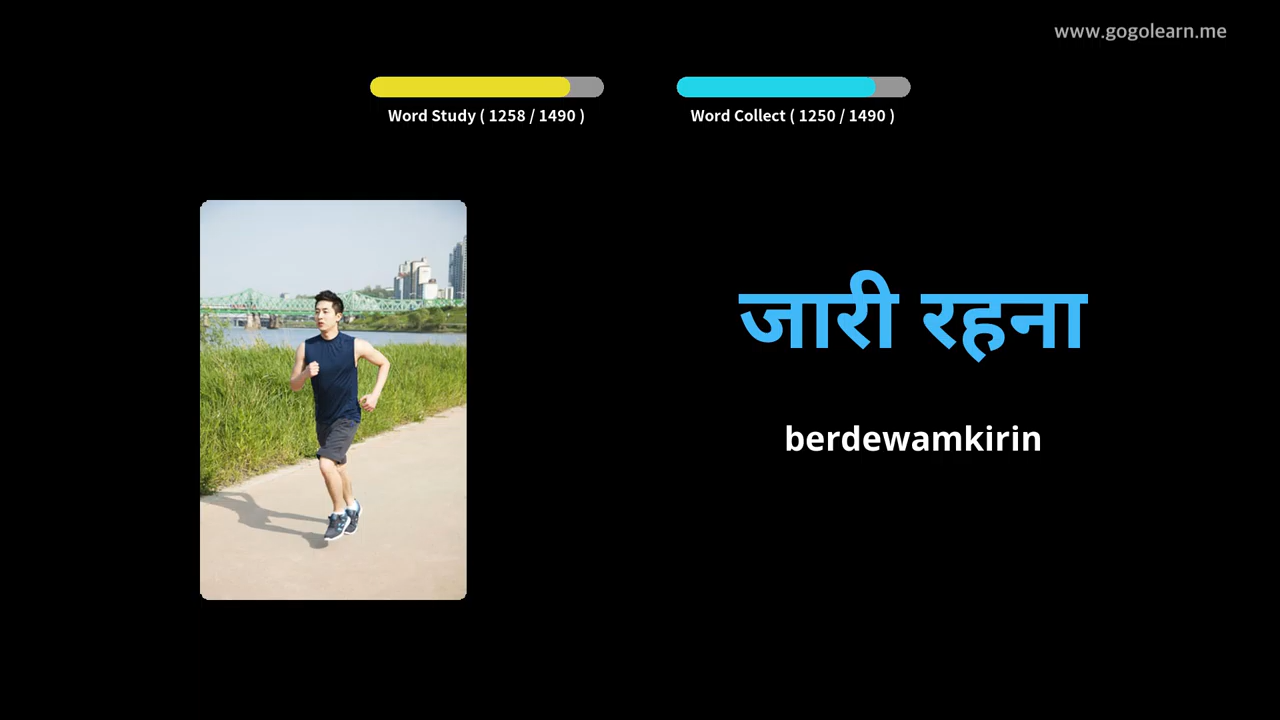 www.gogolearn.me
Word Study ( 1258 / 1490 )
Word Collect ( 1250 / 1490 )
जारी रहना
berdewamkirin